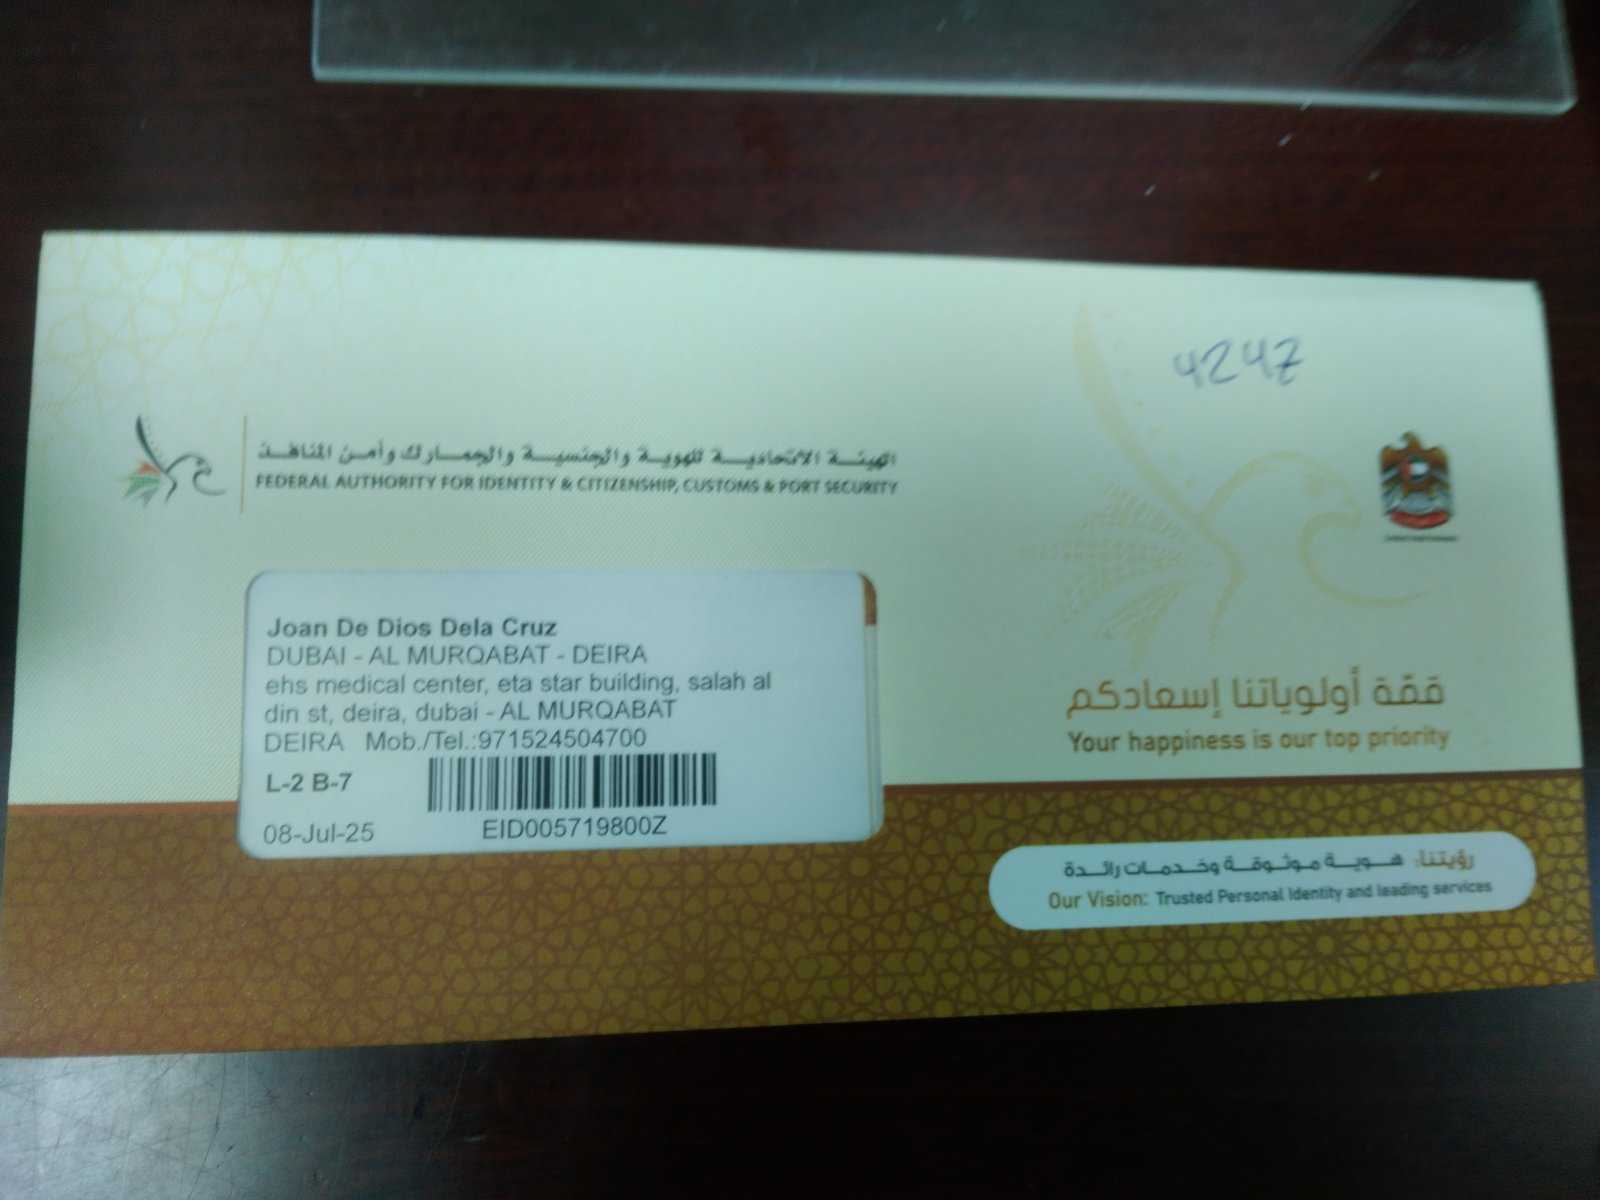 4247
الهيئة الاتحادية للهوية والجنسية والجمارك وأمن المنافذ
FEDERAL AUTHORITY FOR IDENTITY & CITIZENSHIP, CUSTOMS & PORT SECURITY
Joan De Dios Dela Cruz
DUBAI - AL MURQABAT - DEIRA
ehs medical center, eta star building, salah al
din st, deira, dubai - AL MURQABAT
DEIRA Mob./Tel.:971524504700
L-2 B-7
08-Jul-25
EID005719800Z
قمّة أولوياتنا إسعادكم
Your happiness is our top priority
رؤيتنا: هوية موثوقة وخدمات رائدة
Our Vision: Trusted Personal Identity and leading services